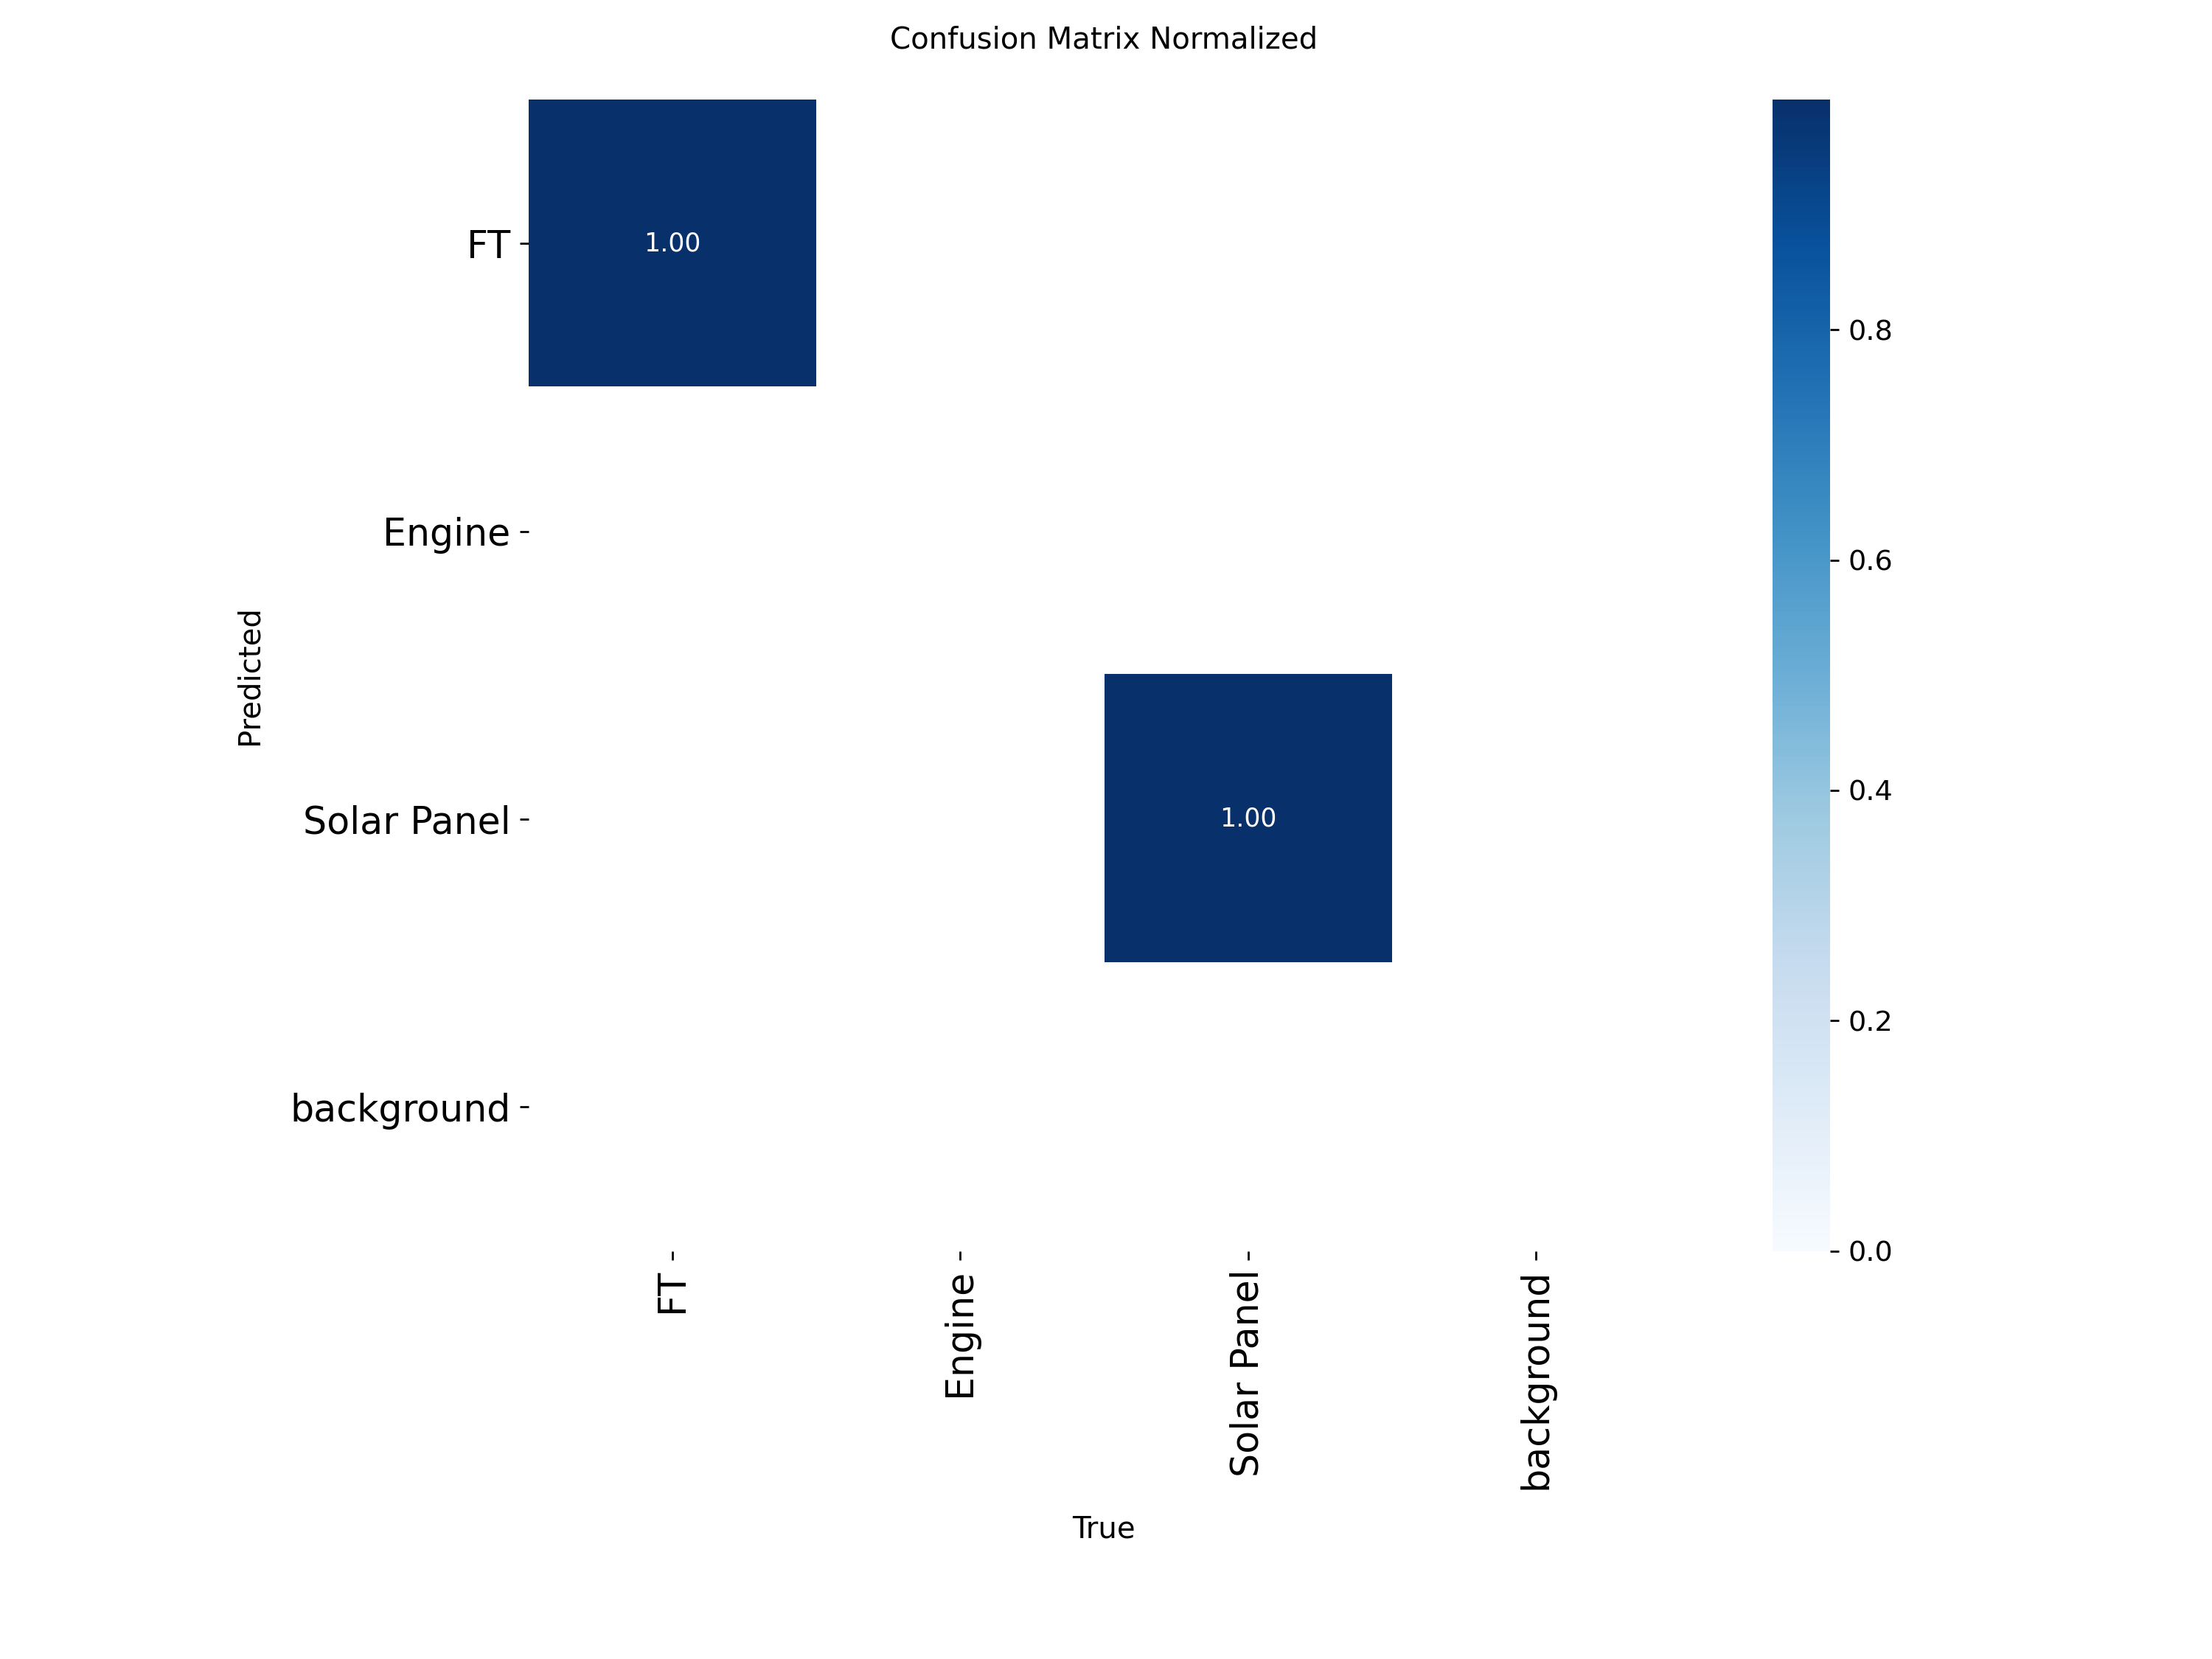 Confusion Matrix Normalized
FT
1.00
Engine
Solar Panel
1.00
background
Predicted
FT
Engine
Solar Panel
background
True
0.8
0.6
0.4
0.2
0.0